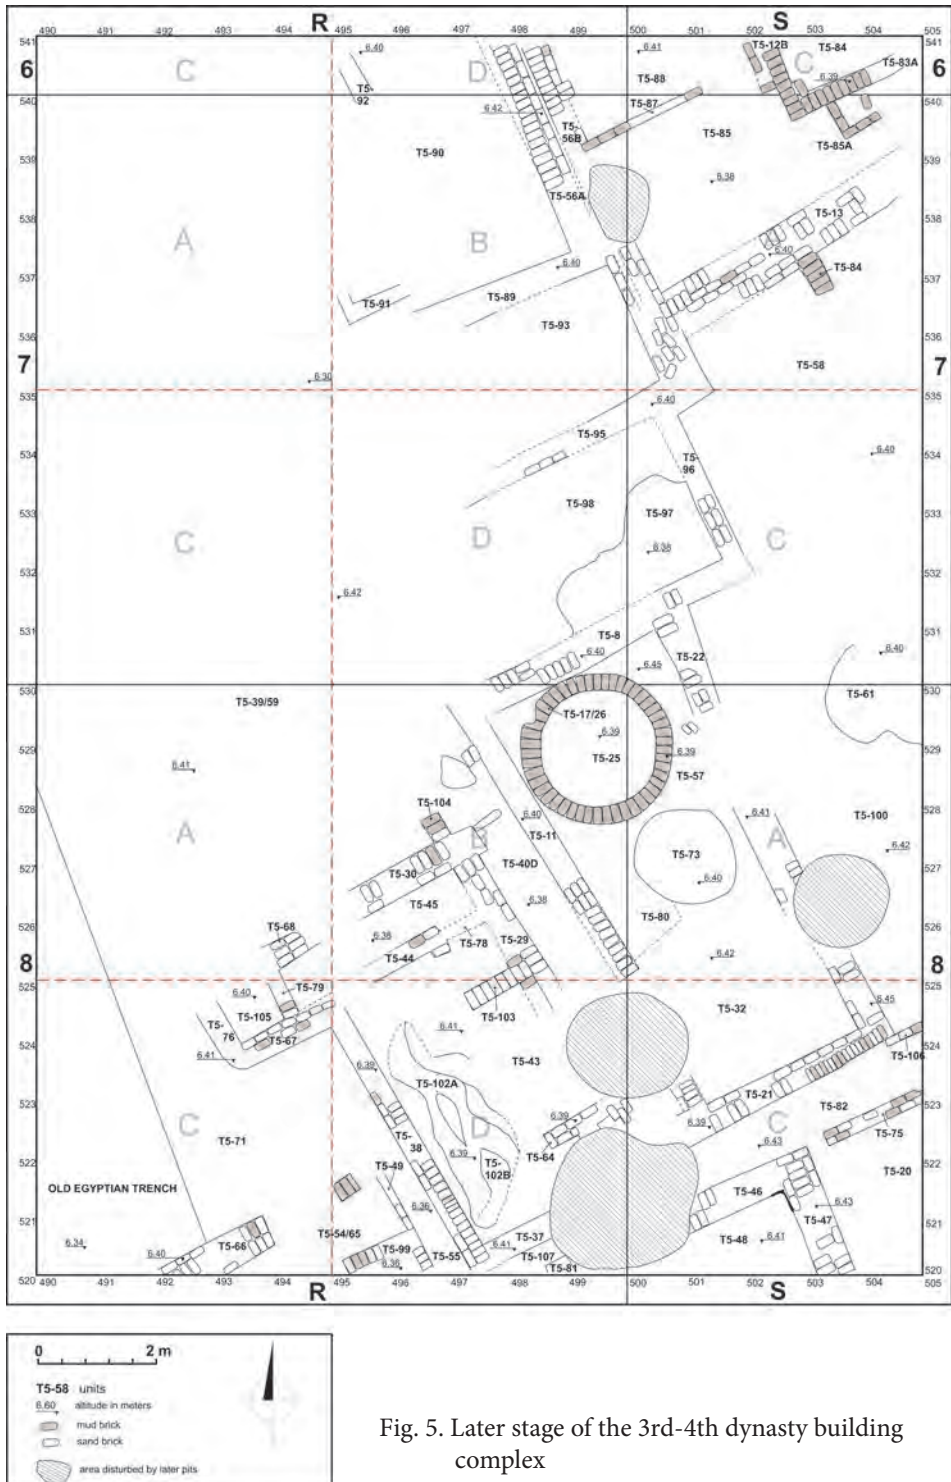 490 491 492 493 494 R 495 496 497 498 499 500 S 501 502 503 504 505
541 6.40 6.41 T5-12B T5-84 541
6 C D T5-88 C T5-83A 6
T5-92 6.39
540 6.42 T5-87 540
T5-56B T5-85
T5-90 T5-85A
539 539
6.38
T5-56A
538 T5-13 538
A B 6.40
6.40 T5-84
537 537
T5-91 T5-89
T5-93
536 536
7 T5-58 7
6.30
535 6.40 535
T5-95
534 T5-96 6.40 534
T5-98
533 T5-97 533
C D C
6.38
532 6.42 532
531 T5-8 531
6.40 6.45 T5-22 6.40
530 T5-61 530
T5-39/59 T5-17/26
6.39
529 T5-25 6.39 529
6.41 T5-57
T5-104
528 6.40 6.41 T5-100 528
A B T5-11 A
T5-73 6.42
527 T5-30 T5-40D 527
T5-45 6.40
6.38 T5-80
526 T5-68 6.38 T5-78 T5-29 526
T5-44 6.42
8 8
525 T5-79 525
6.40 T5-103 T5-32 6.45
T5-105
T5-76 6.41
524 T5-67 T5-43 T5-106 524
6.41 6.39 T5-102A
523 T5-21 T5-82 523
C T5-38 D 6.39 6.39 C T5-75
522 T5-49 6.39 T5-102B T5-64 6.43 T5-20 522
OLD EGYPTIAN TRENCH T5-46
6.36 6.43
521 T5-54/65 T5-37 T5-47 521
6.34 6.40 T5-66 T5-99 T5-55 6.41 T5-107 T5-48 6.41
520 6.36 T5-81 520
490 491 492 493 494 R 495 496 497 498 499 500 S 501 502 503 504 505
0 2 m
T5-58 units
6.60 altitude in meters
mud brick
sand brick
area disturbed by later pits
Fig. 5. Later stage of the 3rd-4th dynasty building
complex